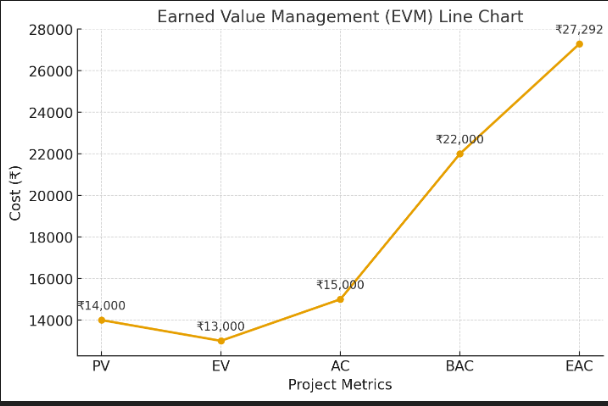 Earned Value Management (EVM) Line Chart
28000
26000
24000
22000
20000
18000
16000
14000
Cost (₹)
₹14,000
₹13,000
₹15,000
₹22,000
₹27,292
PV
EV
AC
BAC
EAC
Project Metrics